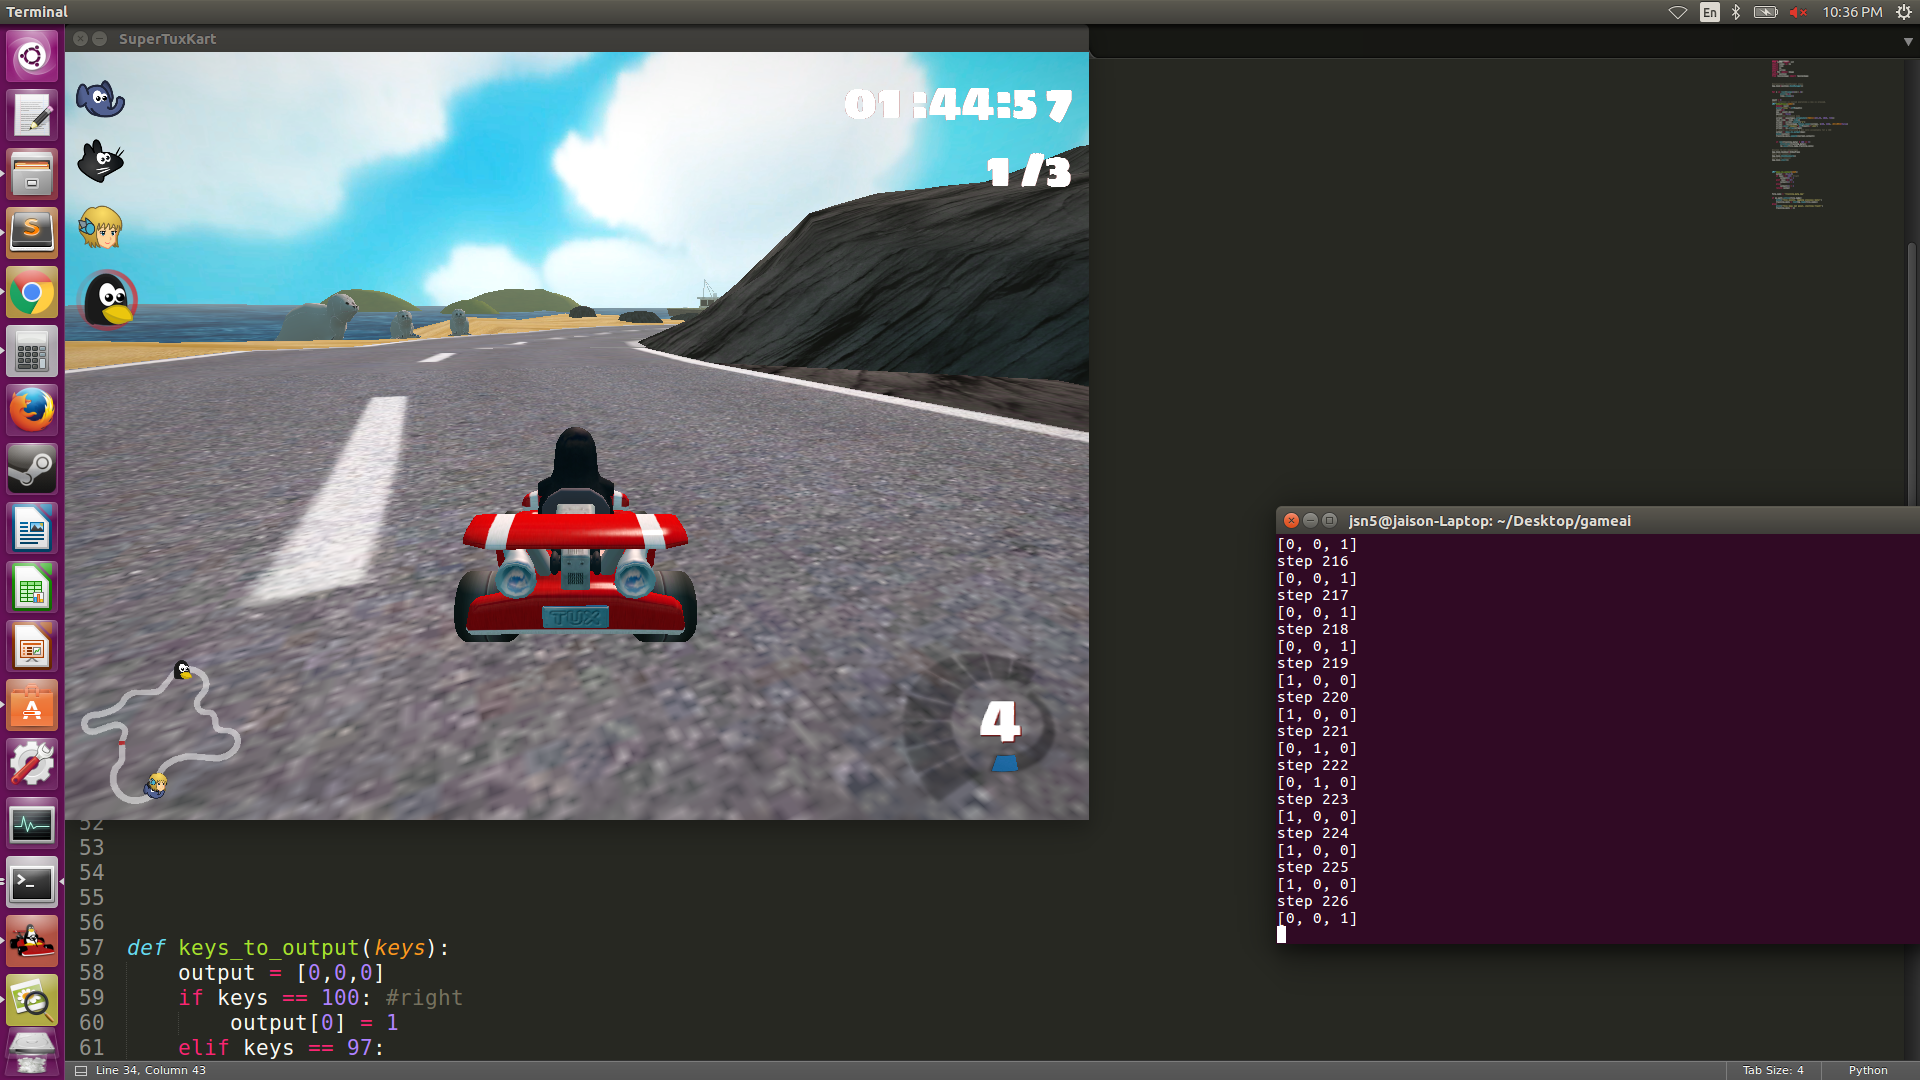 Terminal
En
10:36 PM
SuperTuxKart
01:44:57
1/3
TUX
4
jsn5@jaison-Laptop: ~/Desktop/gameai
[0, 0, 1]
step 216
[0, 0, 1]
step 217
[0, 0, 1]
step 218
[0, 0, 1]
step 219
[1, 0, 0]
step 220
[1, 0, 0]
step 221
[0, 1, 0]
step 222
[0, 1, 0]
step 223
[1, 0, 0]
step 224
[1, 0, 0]
step 225
[1, 0, 0]
step 226
[0, 0, 1]
52
53
54
55
56
57 def keys_to_output(keys):
58 output = [0,0,0]
59 if keys == 100: #right
60 output[0] = 1
61 elif keys == 97:
Line 34, Column 43
Tab Size: 4
Python